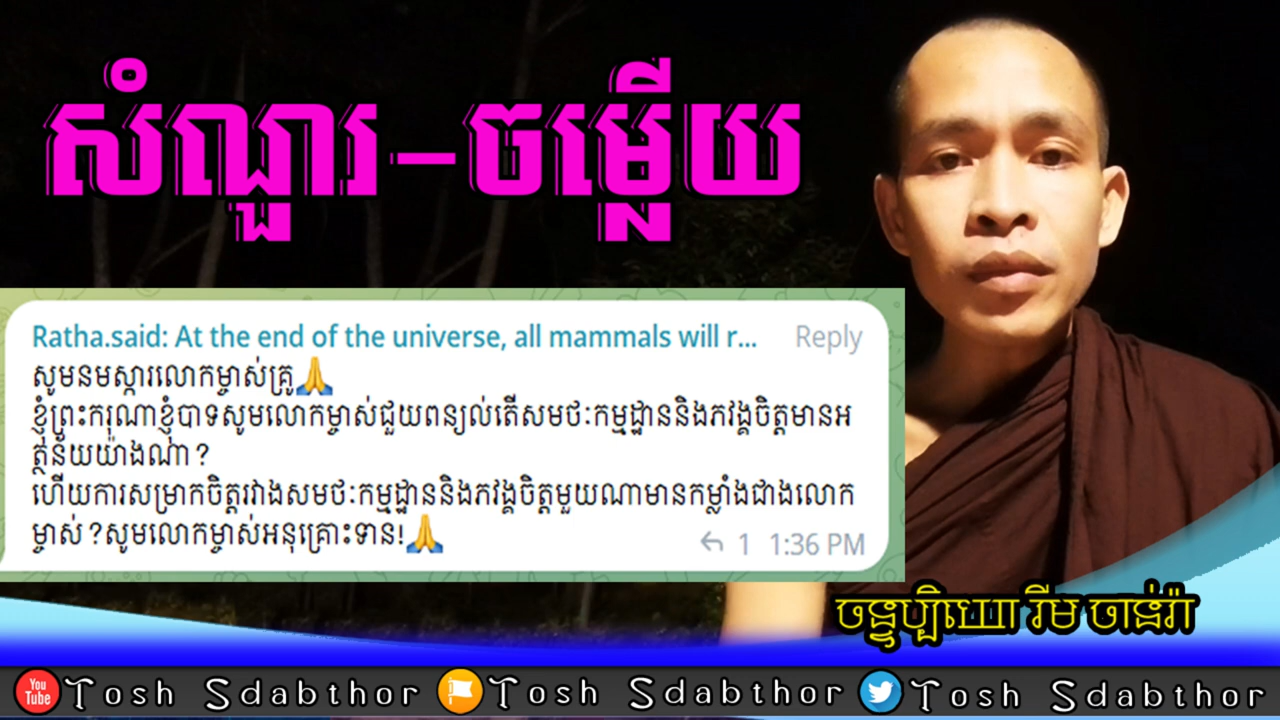 សំណួរ-ចម្លើយ
Ratha.said: At the end of the universe, all mammals will r... Reply
សូមនមស្ការលោកម្ចាស់គ្រូ🙏
ខ្ញុំព្រះករុណាខ្ញុំបាទសូមលោកម្ចាស់ជួយពន្យល់តើសមថៈកម្មដ្ឋាននិងភវង្គចិត្តមានអ
ត្ថន័យយ៉ាងណា?
ហើយការសម្រាកចិត្តរវាងសមថៈកម្មដ្ឋាននិងភវង្គចិត្តមួយណាមានកម្លាំងជាងលោក
ម្ចាស់?សូមលោកម្ចាស់អនុគ្រោះទាន!🙏 1 1:36 PM
ចន្ទប្បិយោ រីម ចាន់រ៉ា
You Tube Tosh Sdabthor Tosh Sdabthor Tosh Sdabthor